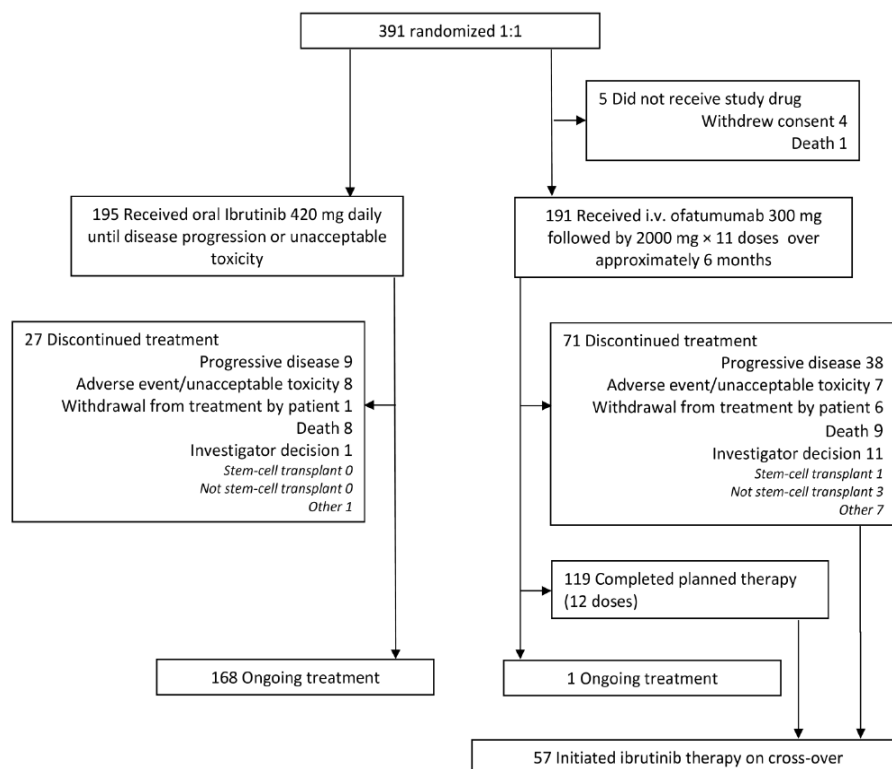 391 randomized 1:1
5 Did not receive study drug
Withdrew consent 4
Death 1
195 Received oral Ibrutinib 420 mg daily
until disease progression or unacceptable
toxicity
191 Received i.v. ofatumumab 300 mg
followed by 2000 mg × 11 doses over
approximately 6 months
27 Discontinued treatment
Progressive disease 9
Adverse event/unacceptable toxicity 8
Withdrawal from treatment by patient 1
Death 8
Investigator decision 1
Stem-cell transplant 0
Not stem-cell transplant 0
Other 1
71 Discontinued treatment
Progressive disease 38
Adverse event/unacceptable toxicity 7
Withdrawal from treatment by patient 6
Death 9
Investigator decision 11
Stem-cell transplant 1
Not stem-cell transplant 3
Other 7
119 Completed planned therapy
(12 doses)
168 Ongoing treatment
1 Ongoing treatment
57 Initiated ibrutinib therapy on cross-over